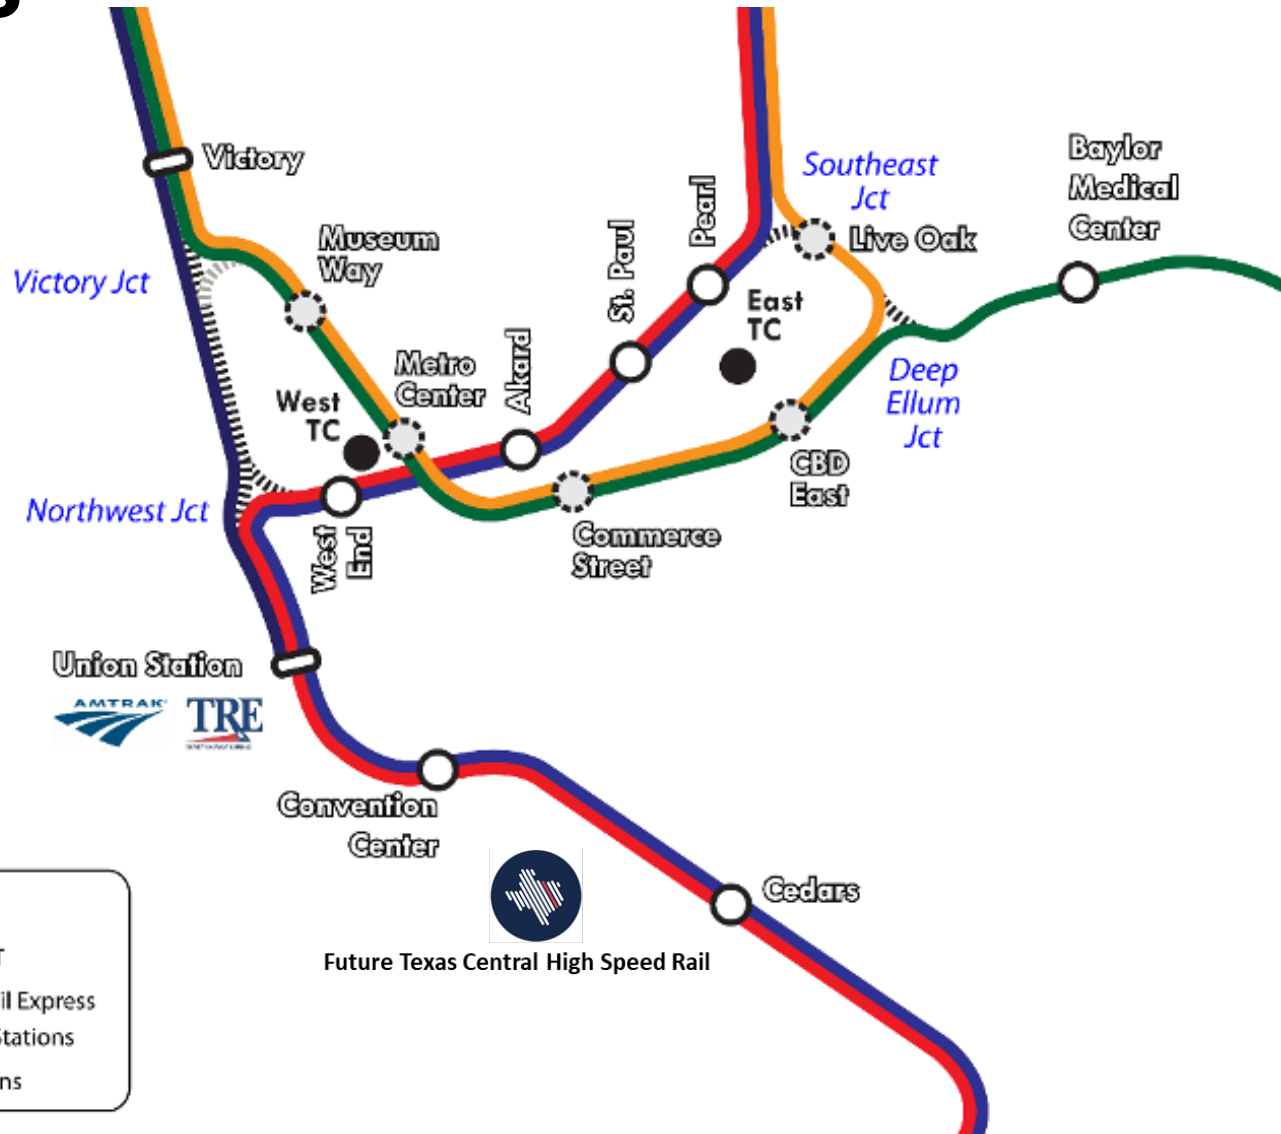 Victory
Museum
Way
Victory Jct
Southeast
Jct
Live Oak
Baylor
Medical
Center
Pearl
St. Paul
East
TC
Metro
Center
Akard
West
TC
Deep
Ellum
Jct
CBD
East
Northwest Jct
West
End
Commerce
Street
Union Station
AMTRAK
TRE
Convention
Center
Cedars
Future Texas Central High Speed Rail
il Express
Stations
ns